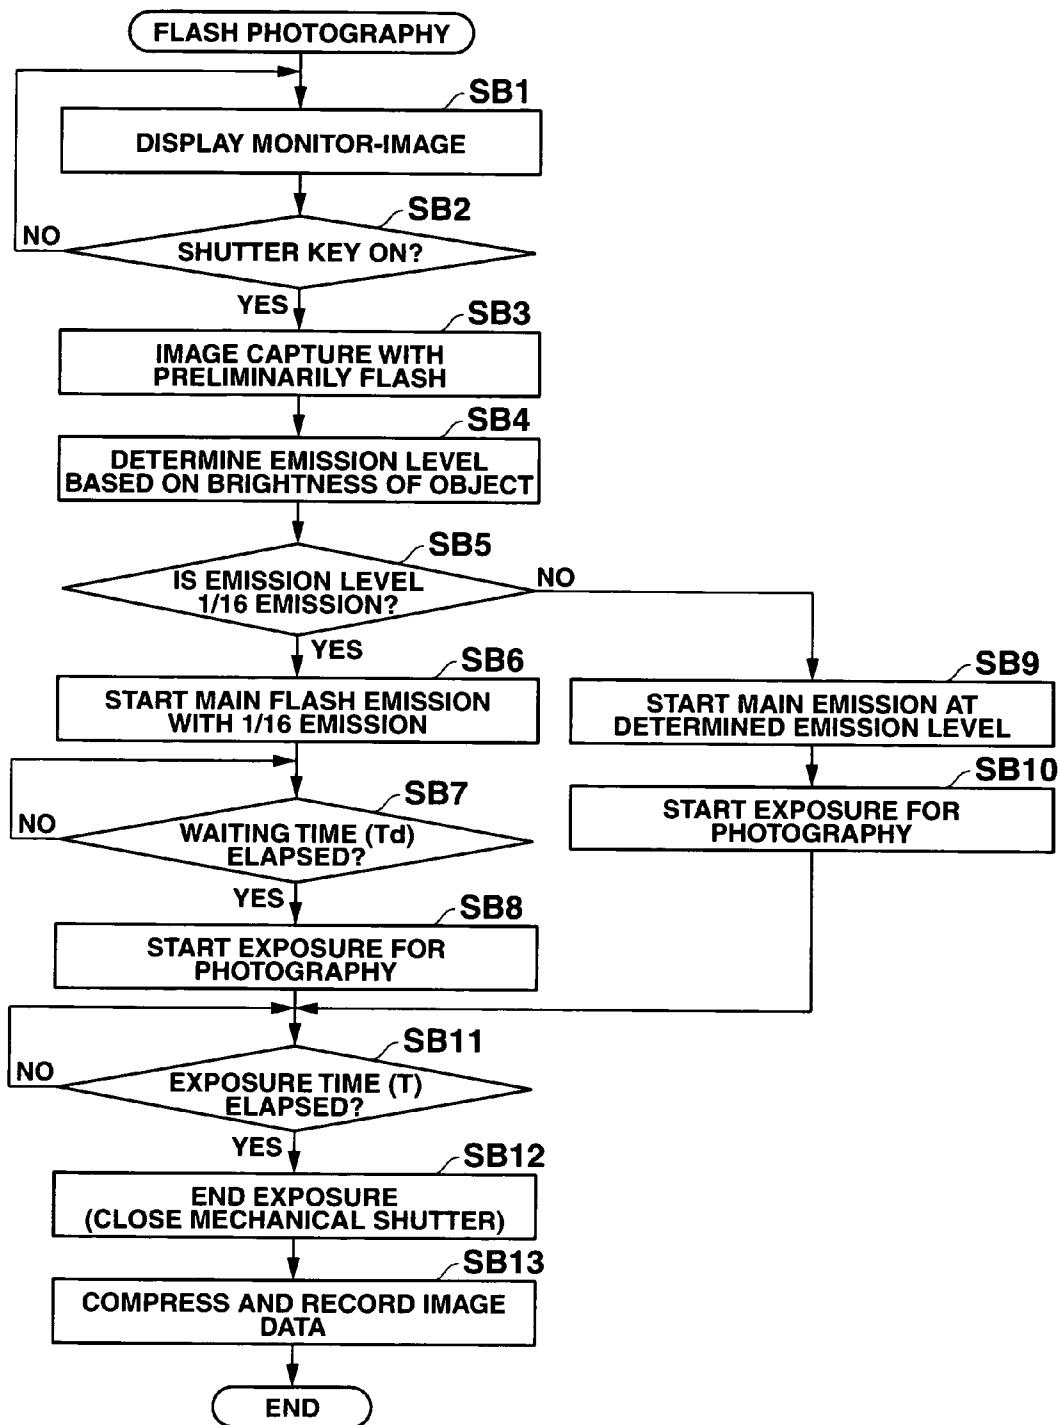 FLASH PHOTOGRAPHY
SB1
DISPLAY MONITOR-IMAGE
SB2
NO
SHUTTER KEY ON?
YES
SB3
IMAGE CAPTURE WITH
PRELIMINARILY FLASH
SB4
DETERMINE EMISSION LEVEL
BASED ON BRIGHTNESS OF OBJECT
SB5
IS EMISSION LEVEL
1/16 EMISSION?
NO
YES
SB6
START MAIN FLASH EMISSION
WITH 1/16 EMISSION
SB9
START MAIN EMISSION AT
DETERMINED EMISSION LEVEL
SB7
NO
WAITING TIME (Td)
ELAPSED?
YES
SB10
START EXPOSURE FOR
PHOTOGRAPHY
SB8
START EXPOSURE FOR
PHOTOGRAPHY
SB11
NO
EXPOSURE TIME (T)
ELAPSED?
YES
SB12
END EXPOSURE
(CLOSE MECHANICAL SHUTTER)
SB13
COMPRESS AND RECORD IMAGE
DATA
END